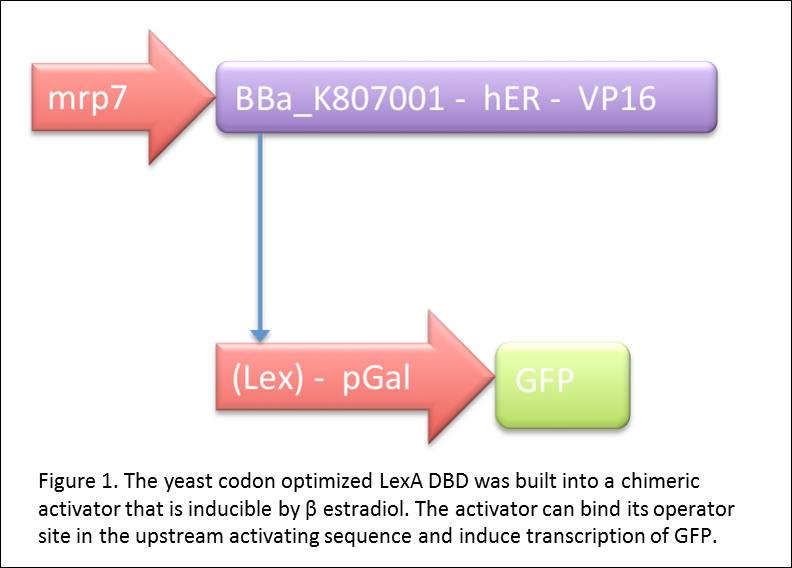 mrp7
BBa_K807001 - hER - VP16
(Lex) - pGal
GFP
Figure 1. The yeast codon optimized LexA DBD was built into a chimeric
activator that is inducible by β estradiol. The activator can bind its operator
site in the upstream activating sequence and induce transcription of GFP.